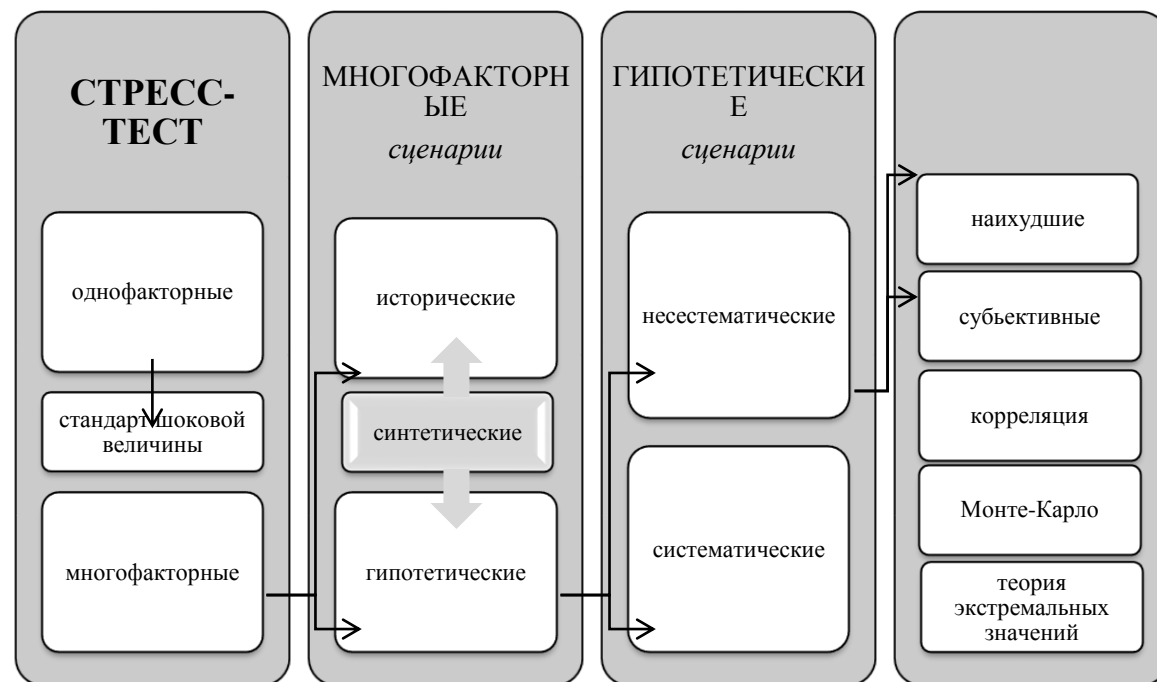 СТРЕСС-
ТЕСТ
однофакторные
стандарт шоковой
величины
многофакторные
МНОГОФАКТОРН
ЫЕ
сценарии
исторические
синтетические
гипотетические
ГИПОТЕТИЧЕСКИ
Е
сценарии
несестематические
систематические
наихудшие
субьективные
корреляция
Монте-Карло
теория
экстремальных
значений